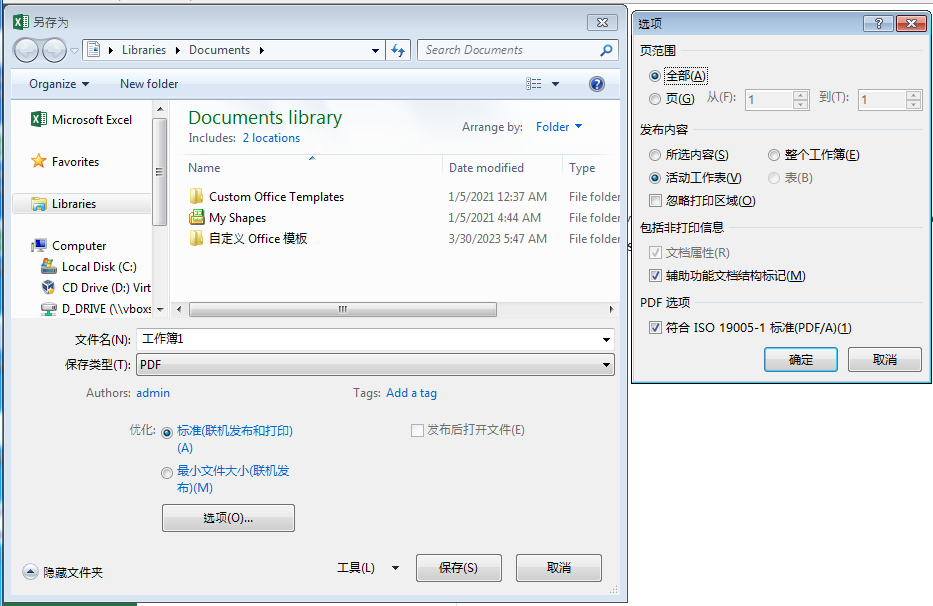 另存为
Libraries
Documents
Search Documents
Organize
New folder
?
Microsoft Excel
Favorites
Libraries
Computer
Local Disk (C:)
CD Drive (D:) Virt
D_DRIVE (\\vboxs
Documents library
Includes: 2 locations
Arrange by: Folder
Name Date modified Type
Custom Office Templates 1/5/2021 12:37 AM File folder
My Shapes 1/5/2021 4:44 AM File folder
自定义 Office 模板 3/30/2023 5:47 AM File folder
文件名(N): 工作簿1
保存类型(T): PDF
Authors: admin
Tags: Add a tag
优化:
标准(联机发布和打印)
(A)
最小文件大小(联机发
布)(M)
发布后打开文件(E)
选项(O)...
隐藏文件夹
工具(L)
保存(S)
取消
选项
?
页范围
全部(A)
页(G) 从(F): 1 到(T): 1
发布内容
所选内容(S) 整个工作簿(E)
活动工作表(V) 表(B)
忽略打印区域(O)
包括非打印信息
文档属性(R)
辅助功能文档结构标记(M)
PDF 选项
符合 ISO 19005-1 标准(PDF/A)(1)
确定 取消